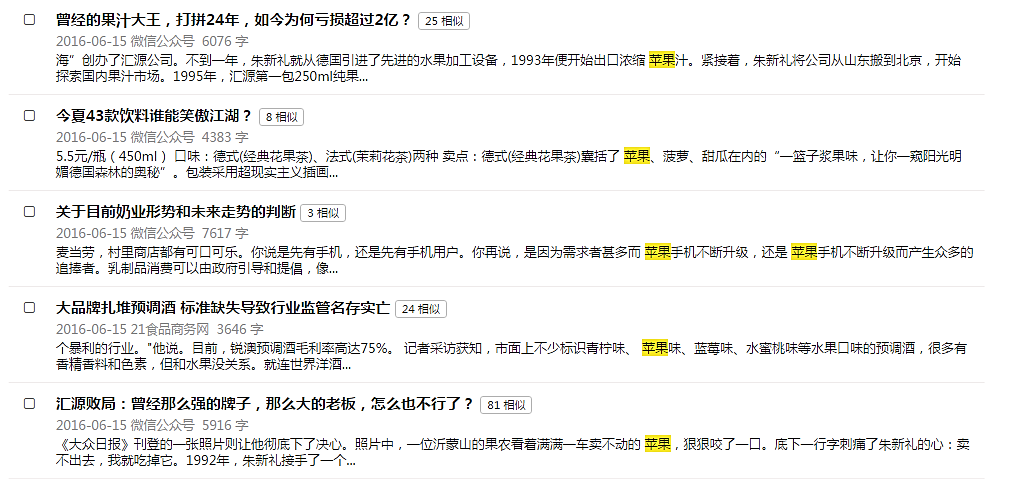 曾经的果汁大王，打拼24年，如今为何亏损超过2亿？ 25 相似
2016-06-15 微信公众号 6076 字
海”创办了汇源公司。不到一年，朱新礼就从德国引进了先进的水果加工设备，1993年便开始出口浓缩 苹果汁。紧接着，朱新礼将公司从山东搬到北京，开始
探索国内果汁市场。1995年，汇源第一包250ml纯果...
今夏43款饮料谁能笑傲江湖？ 8 相似
2016-06-15 微信公众号 4383 字
5.5元/瓶（450ml ） 口味：德式(经典花果茶)、法式(茉莉花茶)两种 卖点：德式(经典花果茶)囊括了 苹果、菠萝、甜瓜在内的“一篮子浆果味，让你一窥阳光明
媚德国森林的奥秘”。包装采用超现实主义插画...
关于目前奶业形势和未来走势的判断 3 相似
2016-06-15 微信公众号 7617 字
麦当劳，村里商店都有可口可乐。你说是先有手机，还是先有手机用户。你再说，是因为需求者甚多而 苹果手机不断升级，还是 苹果手机不断升级而产生众多的
追捧者。乳制品消费可以由政府引导和提倡，像...
大品牌扎堆预调酒 标准缺失导致行业监管名存实亡 24 相似
2016-06-15 21食品商务网 3646 字
个暴利的行业。"他说。目前，锐澳预调酒毛利率高达75%。 记者采访获知，市面上不少标识青柠味、 苹果味、蓝莓味、水蜜桃味等水果口味的预调酒，很多有
香精香料和色素，但和水果没关系。就连世界洋酒...
汇源败局：曾经那么强的牌子，那么大的老板，怎么也不行了？ 81 相似
2016-06-15 微信公众号 5916 字
《大众日报》刊登的一张照片则让他彻底下了决心。照片中，一位沂蒙山的果农看着满满一车卖不动的 苹果，狠狠咬了一口。底下一行字刺痛了朱新礼的心：卖
不出去，我就吃掉它。1992年，朱新礼接手了一个...